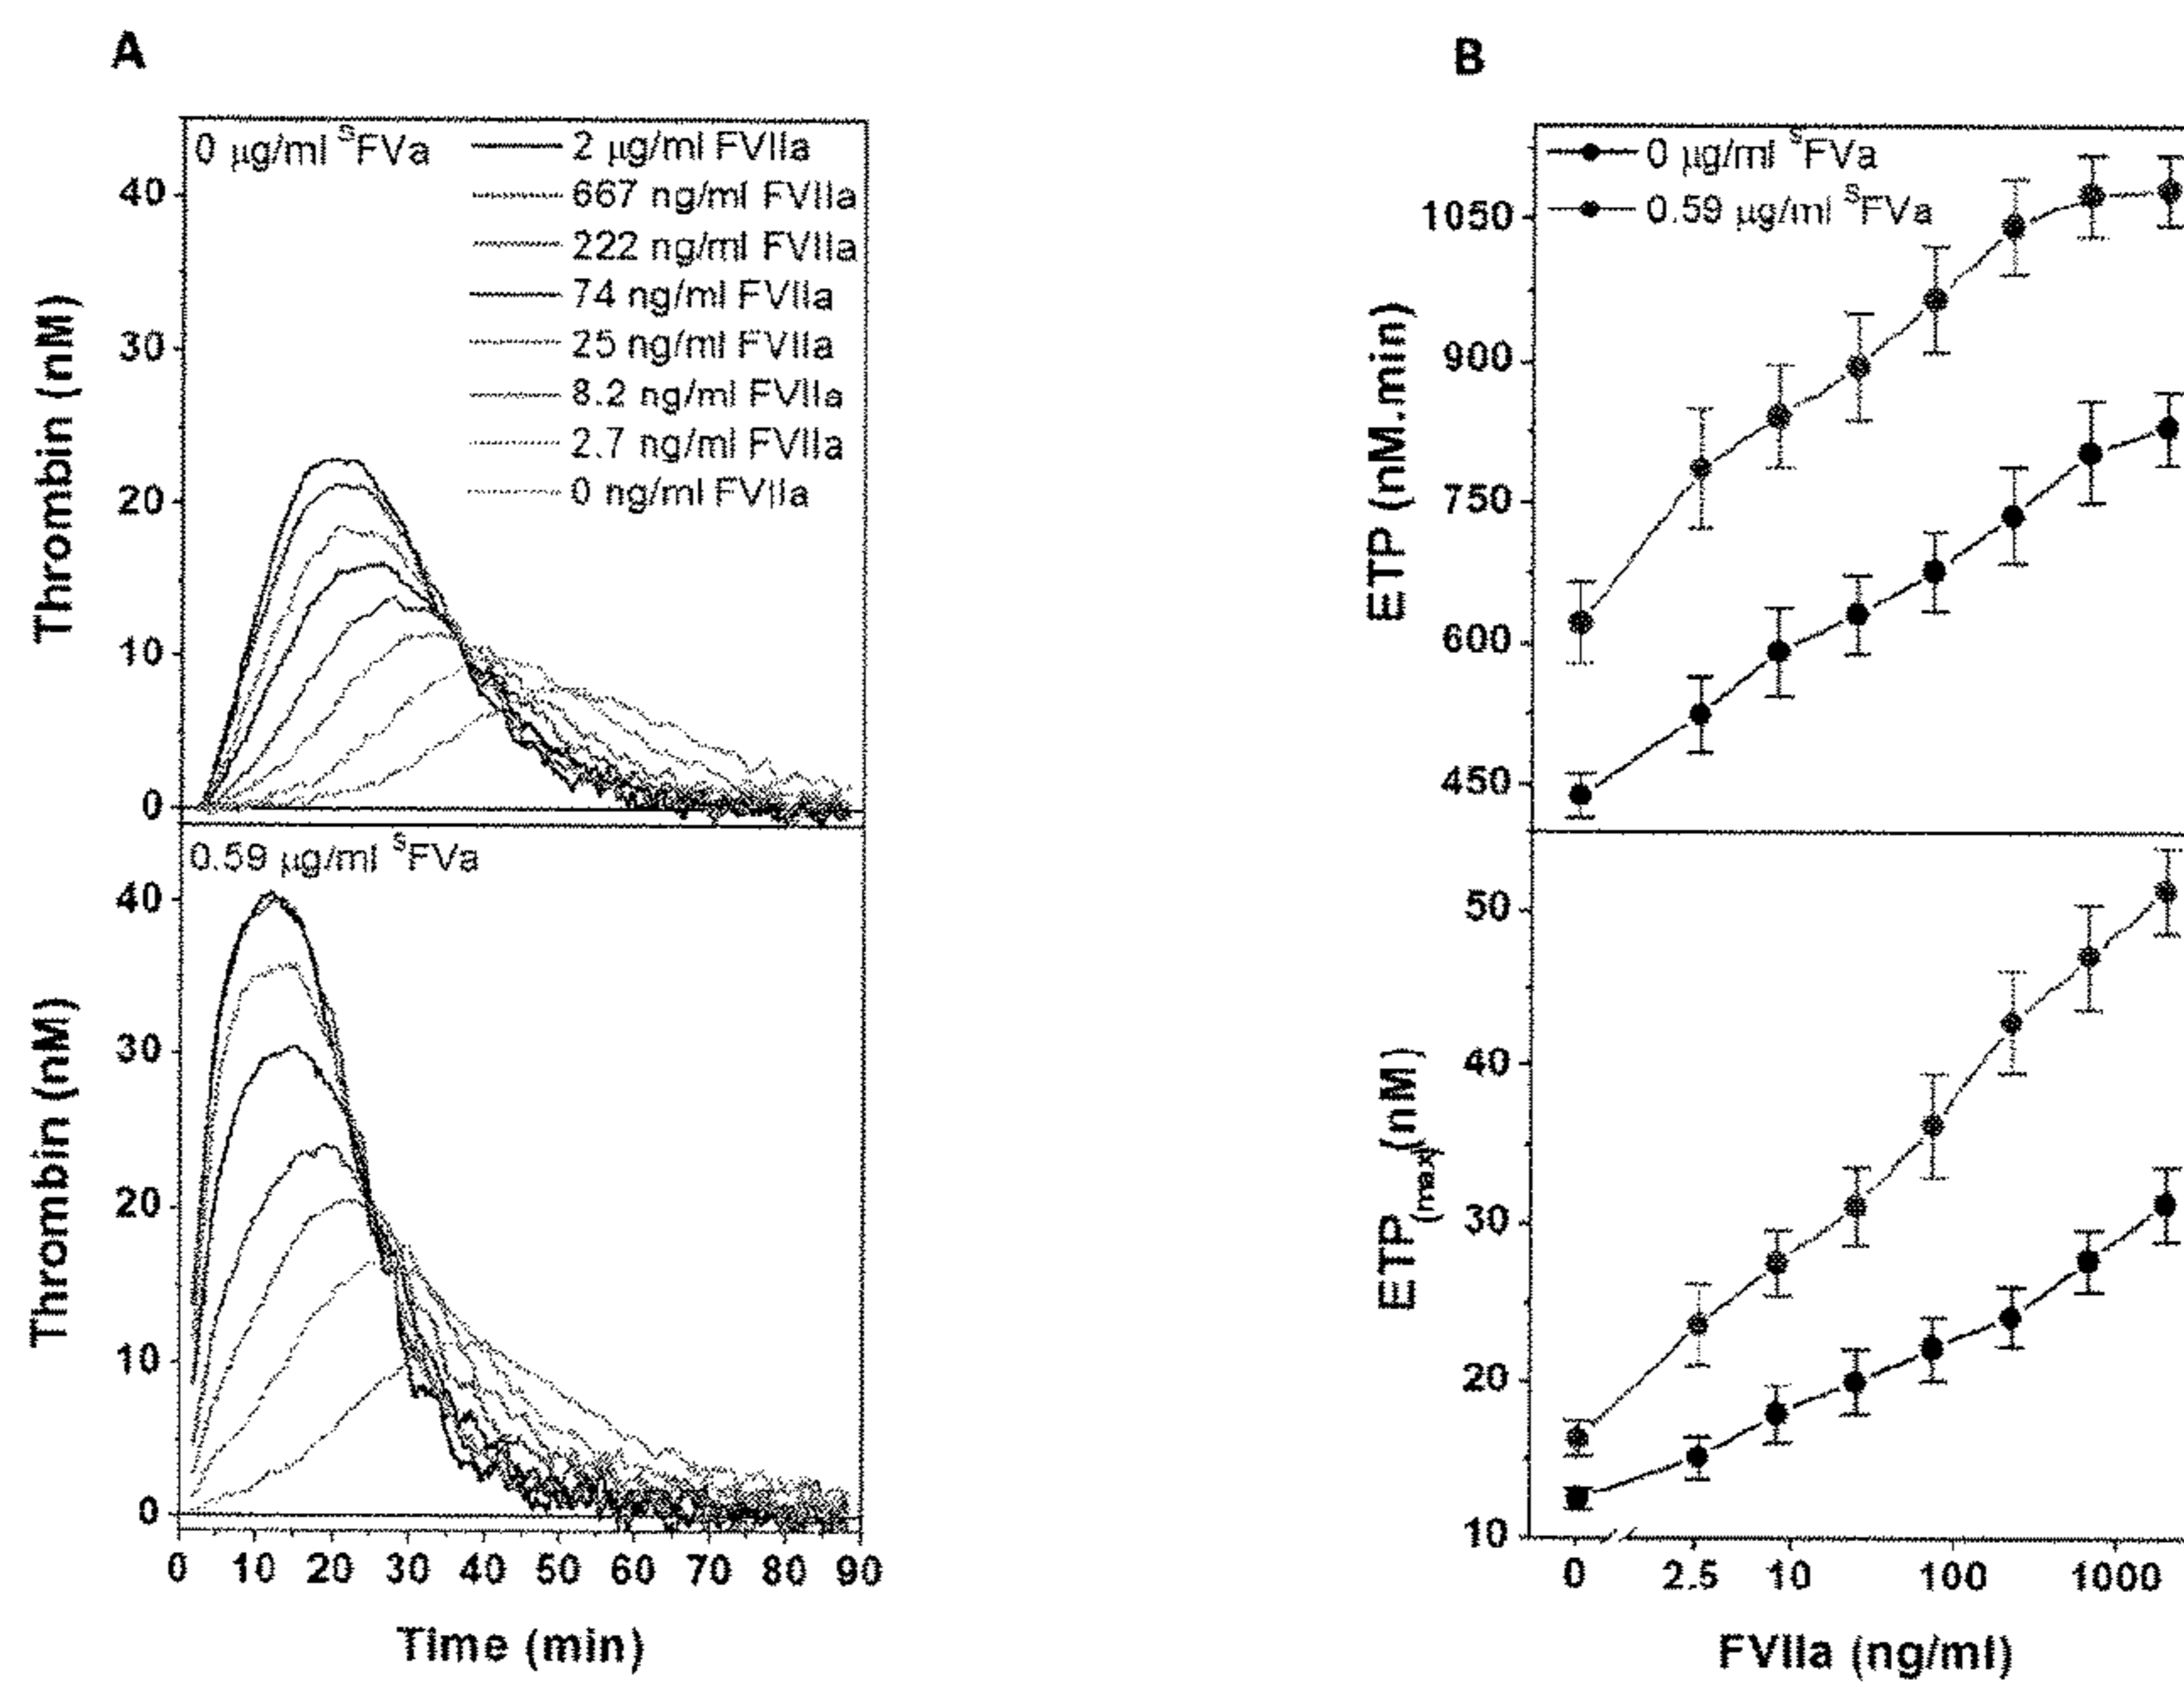 A
0 µg/ml SFVa
2 µg/ml FVIIa
667 ng/ml FVIIa
222 ng/ml FVIIa
74 ng/ml FVIIa
25 ng/ml FVIIa
8.2 ng/ml FVIIa
2.7 ng/ml FVIIa
0 ng/ml FVIIa
Thrombin (nM)
40
30
20
10
0
0.59 µg/ml SFVa
Thrombin (nM)
40
30
20
10
0
0 10 20 30 40 50 60 70 80 90
Time (min)
B
0 µg/ml SFVa
0.59 µg/ml SFVa
ETP (nM.min)
1050
900
750
600
450
ETP(max)(nM)
50
40
30
20
10
0 2.5 10 100 1000
FVIIa (ng/ml)